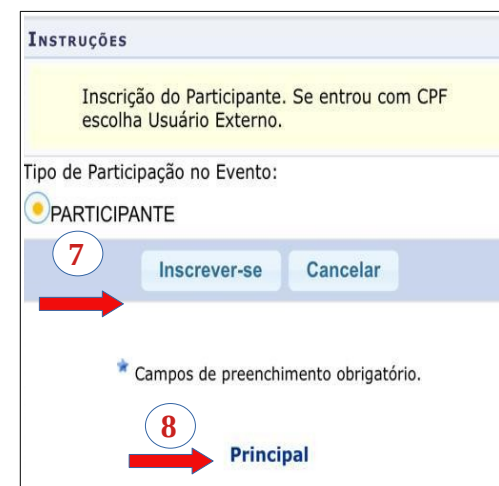 INSTRUÇÕES
Inscrição do Participante. Se entrou com CPF
escolha Usuário Externo.
Tipo de Participação no Evento:
PARTICIPANTE
7
Inscrever-se Cancelar
Campos de preenchimento obrigatório.
8
Principal